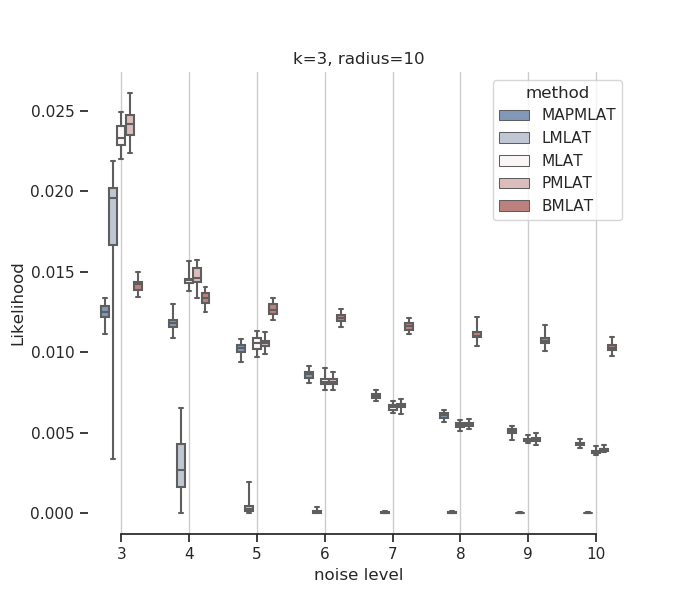 k=3, radius=10
method
MAPMLAT
LMLAT
MLAT
PMLAT
BMLAT
Likelihood
0.025
0.020
0.015
0.010
0.005
0.000
3 4 5 6 7 8 9 10
noise level